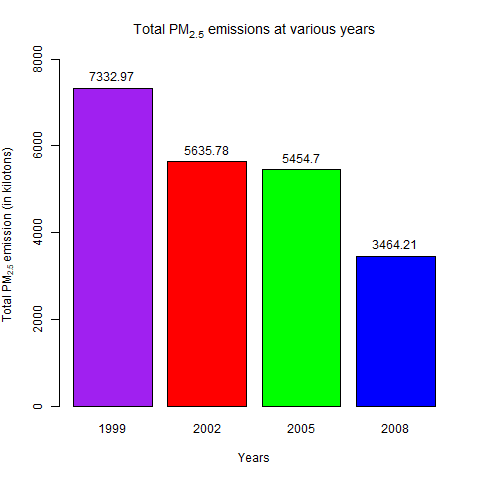 Total PM2.5 emissions at various years
Total PM2.5 emission (in kilotons)
8000
6000
4000
2000
0
7332.97
5635.78
5454.7
3464.21
1999 2002 2005 2008
Years